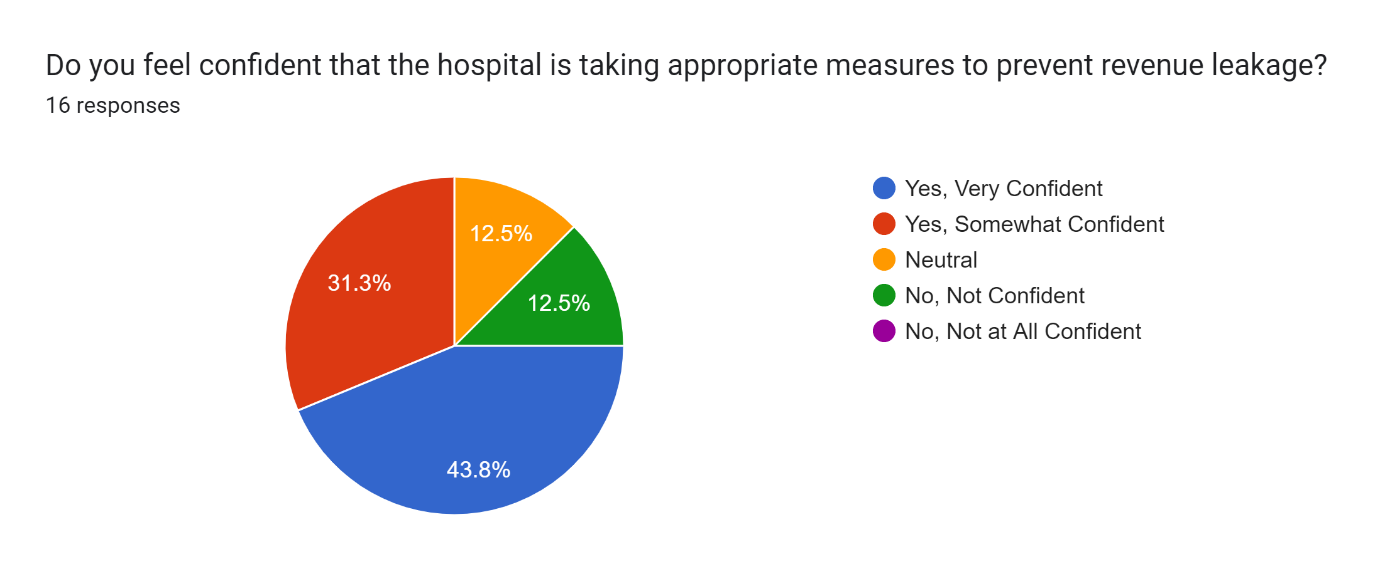 Do you feel confident that the hospital is taking appropriate measures to prevent revenue leakage?
16 responses
12.5%
31.3%
12.5%
43.8%
Yes, Very Confident
Yes, Somewhat Confident
Neutral
No, Not Confident
No, Not at All Confident